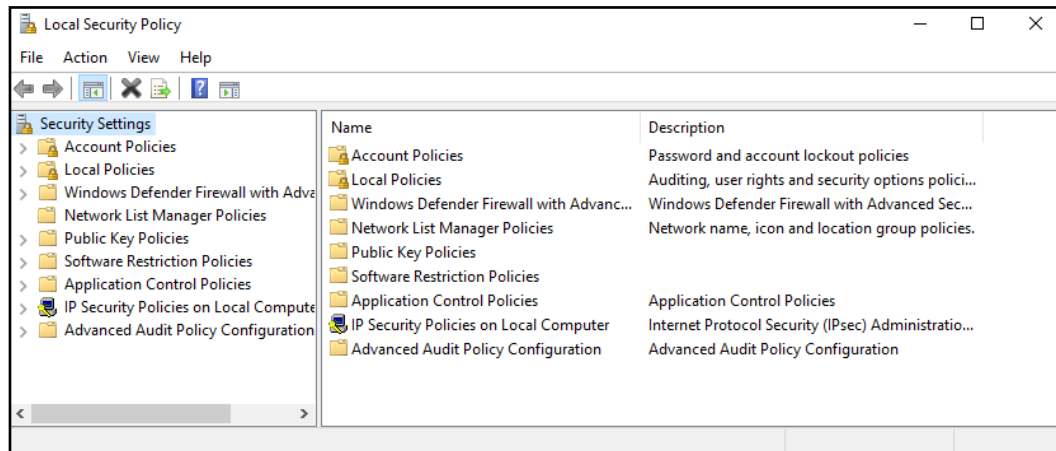 Local Security Policy
File Action View Help
Security Settings
Account Policies
Local Policies
Windows Defender Firewall with Adva
Network List Manager Policies
Public Key Policies
Software Restriction Policies
Application Control Policies
IP Security Policies on Local Compute
Advanced Audit Policy Configuration
Name Description
Account Policies Password and account lockout policies
Local Policies Auditing, user rights and security options polici...
Windows Defender Firewall with Advanc... Windows Defender Firewall with Advanced Sec...
Network List Manager Policies Network name, icon and location group policies.
Public Key Policies
Software Restriction Policies
Application Control Policies Application Control Policies
IP Security Policies on Local Computer Internet Protocol Security (IPsec) Administratio...
Advanced Audit Policy Configuration Advanced Audit Policy Configuration